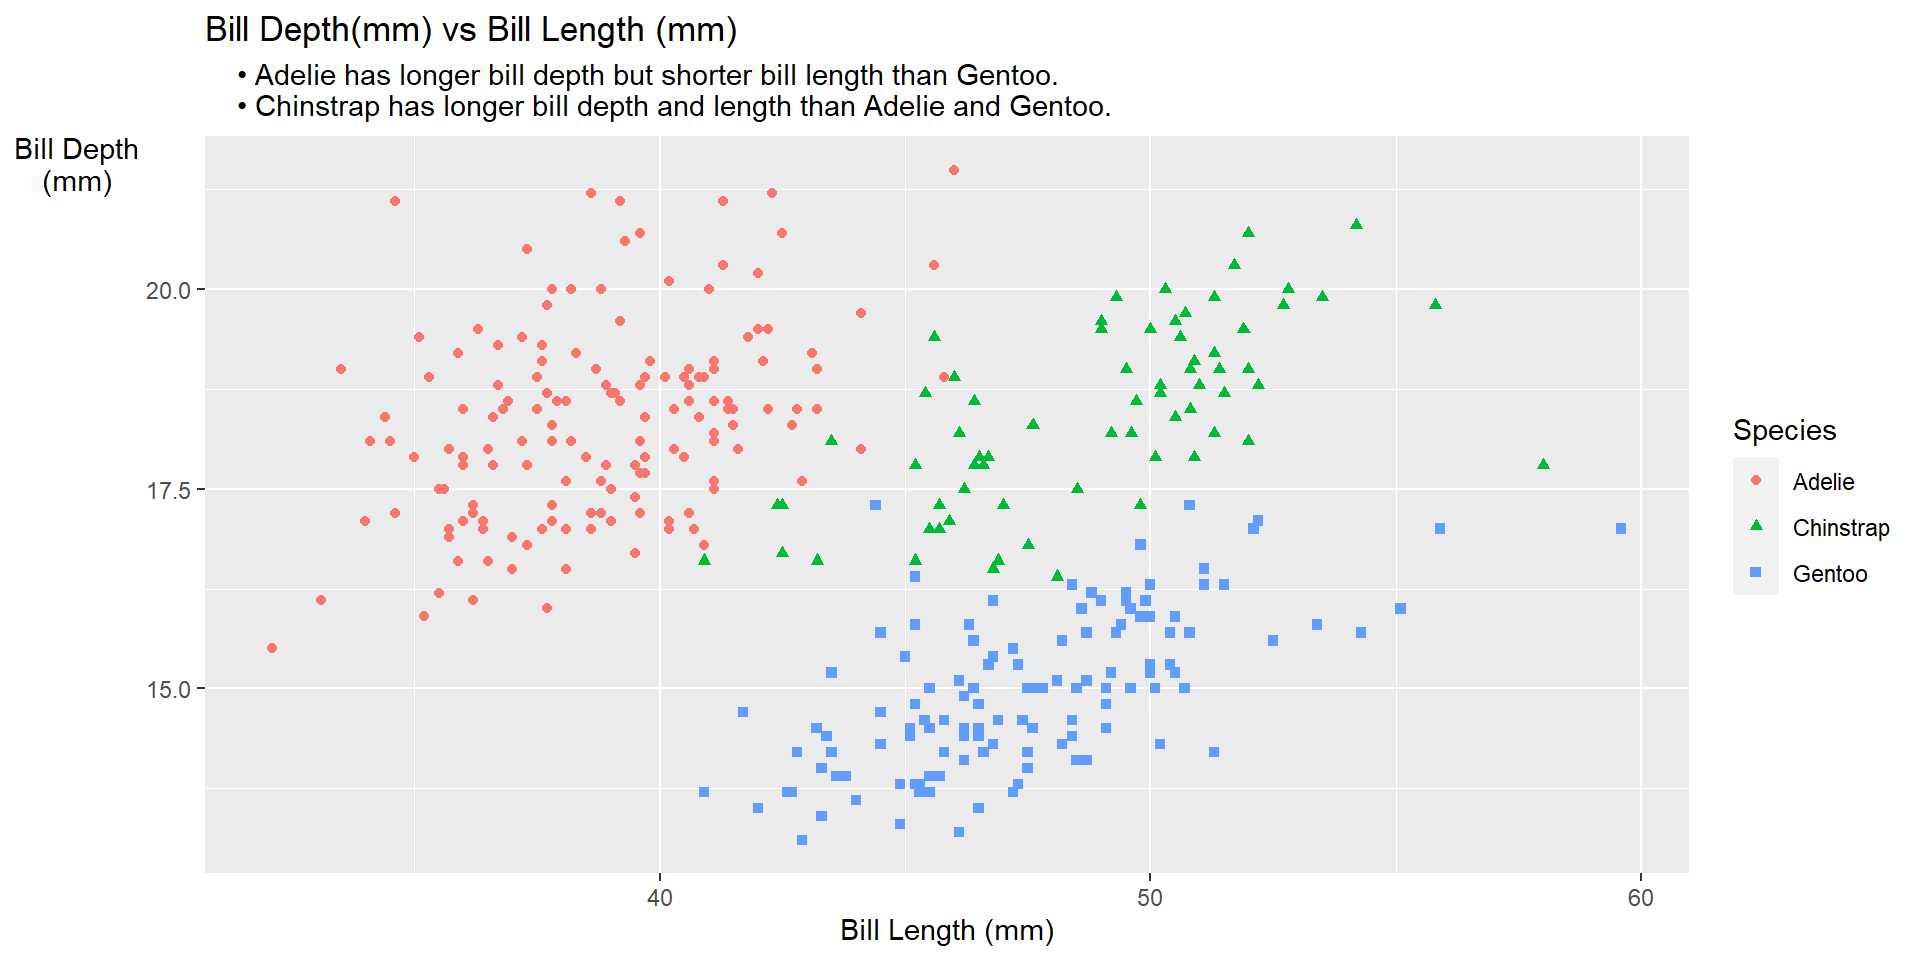 Bill Depth(mm) vs Bill Length (mm)
• Adelie has longer bill depth but shorter bill length than Gentoo.
• Chinstrap has longer bill depth and length than Adelie and Gentoo.
Bill Depth
(mm)
20.0
17.5
15.0
40
50
60
Bill Length (mm)
Species
Adelie
Chinstrap
Gentoo